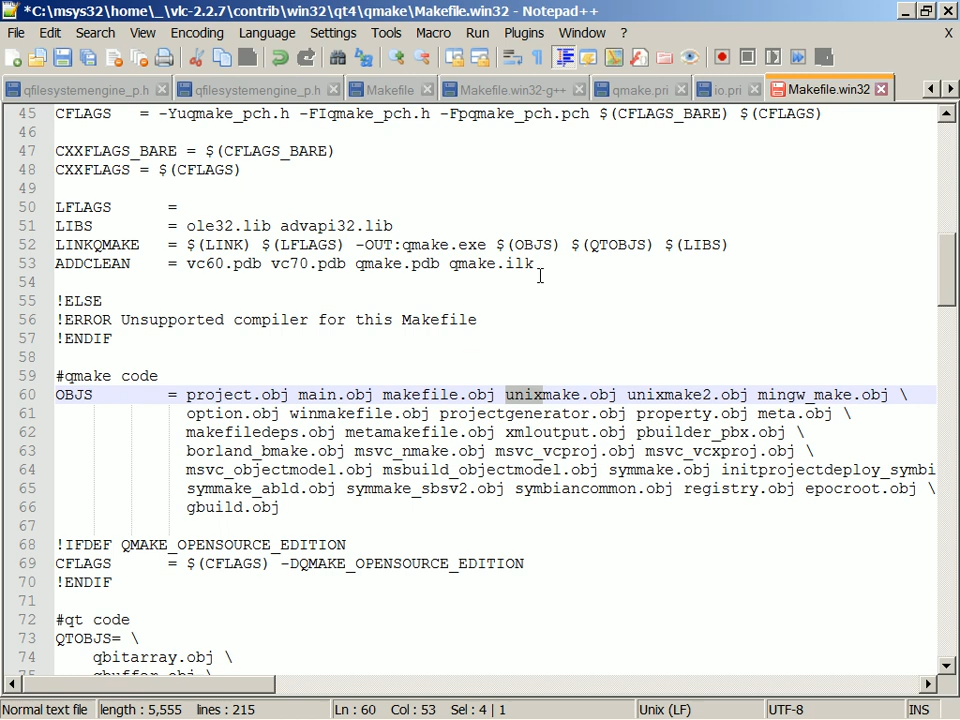 *C:\msys32\home\_\vlc-2.2.7\contrib\win32\qt4\qmake\Makefile.win32 - Notepad++
File Edit Search View Encoding Language Settings Tools Macro Run Plugins Window ? X
qfilesystemengine_p.h qfilesystemengine_p.h Makefile Makefile.win32-g++ qmake.pri io.pri Makefile.win32
45 CFLAGS = -Yuqmake_pch.h -FIqmake_pch.h -Fpqmake_pch.pch $(CFLAGS_BARE) $(CFLAGS)
46
47 CXXFLAGS_BARE = $(CFLAGS_BARE)
48 CXXFLAGS = $(CFLAGS)
49
50 LFLAGS =
51 LIBS = ole32.lib advapi32.lib
52 LINKQMAKE = $(LINK) $(LFLAGS) -OUT:qmake.exe $(OBJS) $(QTOBJS) $(LIBS)
53 ADDCLEAN = vc60.pdb vc70.pdb qmake.pdb qmake.ilk
54
55 !ELSE
56 !ERROR Unsupported compiler for this Makefile
57 !ENDIF
58
59 #qmake code
60 OBJS = project.obj main.obj makefile.obj unixmake.obj unixmake2.obj mingw_make.obj \
61 option.obj winmakefile.obj projectgenerator.obj property.obj meta.obj \
62 makefiledeps.obj metamakefile.obj xmloutput.obj pbuilder_pbx.obj \
63 borland_bmake.obj msvc_nmake.obj msvc_vcproj.obj msvc_vcxproj.obj \
64 msvc_objectmodel.obj msbuild_objectmodel.obj symmake.obj initprojectdeploy_symbi
65 symmake_abld.obj symmake_sbsv2.obj symbiancommon.obj registry.obj epocroot.obj \
66 gbuild.obj
67
68 !IFDEF QMAKE_OPENSOURCE_EDITION
69 CFLAGS = $(CFLAGS) -DQMAKE_OPENSOURCE_EDITION
70 !ENDIF
71
72 #qt code
73 QTOBJS= \
74 qbitarray.obj \
75 qbuffer.obj \
Normal text file length : 5,555 lines : 215 Ln : 60 Col : 53 Sel : 4 | 1 Unix (LF) UTF-8 INS